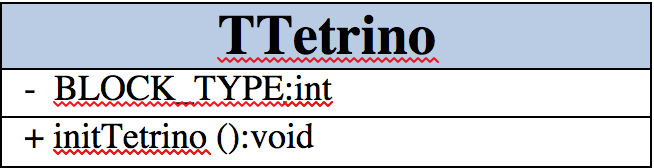 TTetrino
- BLOCK_TYPE:int
+ initTetrino ():void